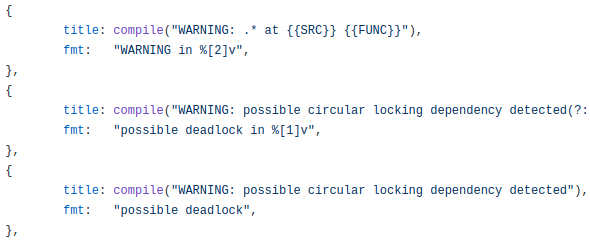 {
        title: compile("WARNING: .* at {{SRC}} {{FUNC}}"),
        fmt:   "WARNING in %[2]v",
},
{
        title: compile("WARNING: possible circular locking dependency detected(?:
        fmt:   "possible deadlock in %[1]v",
},
{
        title: compile("WARNING: possible circular locking dependency detected"),
        fmt:   "possible deadlock",
},